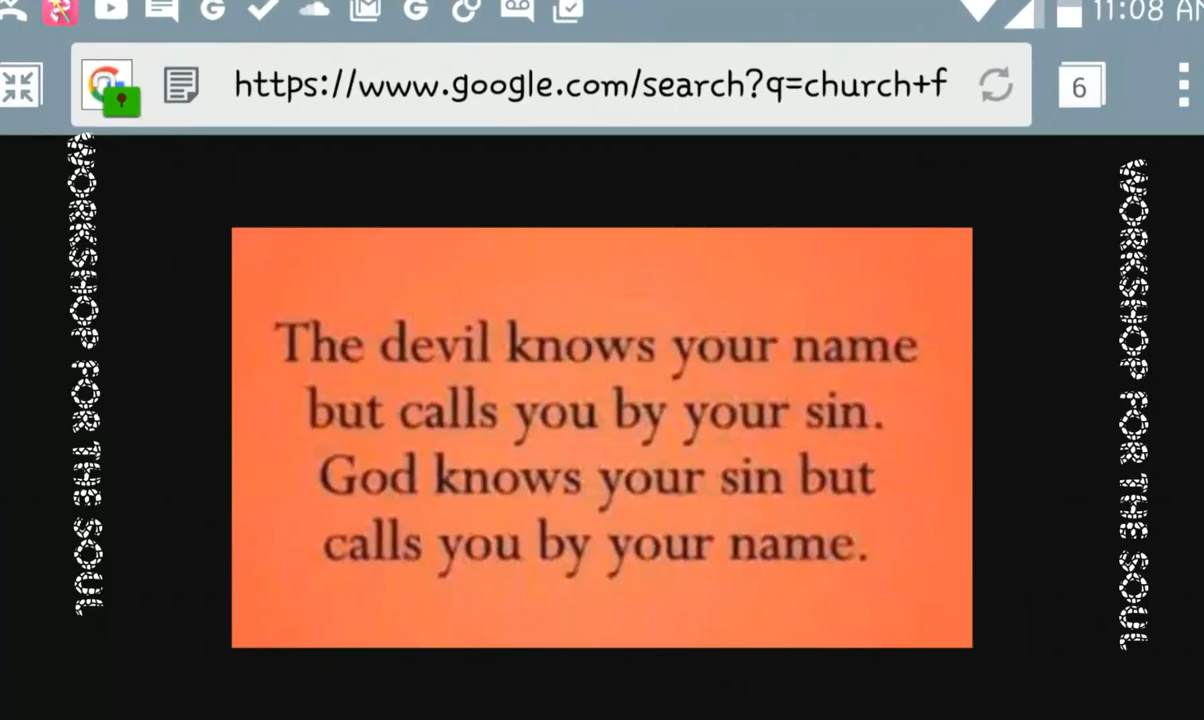 11:08 AM
https://www.google.com/search?q=church+f
6
WORKSHOP FOR THE SOUL
The devil knows your name
but calls you by your sin.
God knows your sin but
calls you by your name.
WORKSHOP FOR THE SOUL